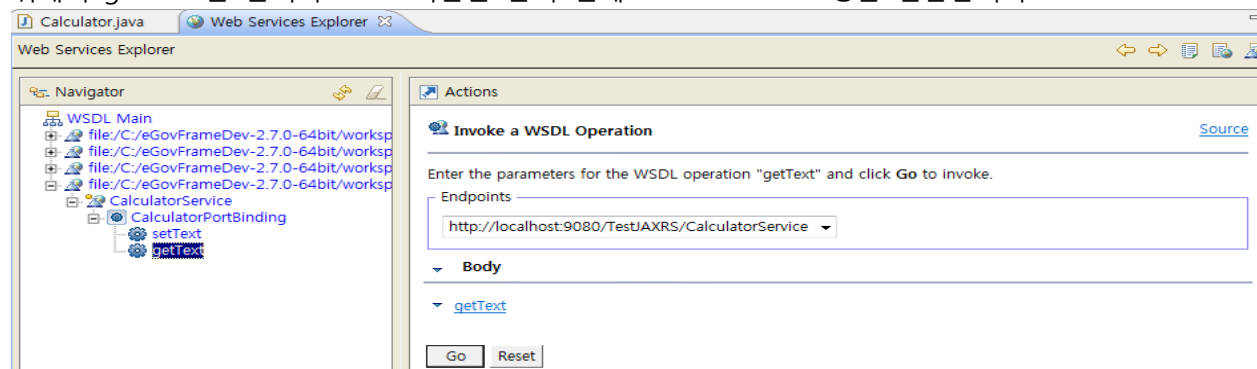 Calculator.java
Web Services Explorer
Web Services Explorer
Navigator
WSDL Main
file:/C:/eGovFrameDev-2.7.0-64bit/worksp
file:/C:/eGovFrameDev-2.7.0-64bit/worksp
file:/C:/eGovFrameDev-2.7.0-64bit/worksp
file:/C:/eGovFrameDev-2.7.0-64bit/worksp
CalculatorService
CalculatorPortBinding
setText
getText
Actions
Invoke a WSDL Operation
Source
Enter the parameters for the WSDL operation "getText" and click Go to invoke.
Endpoints
http://localhost:9080/TestJAXRS/CalculatorService
Body
getText
Go Reset